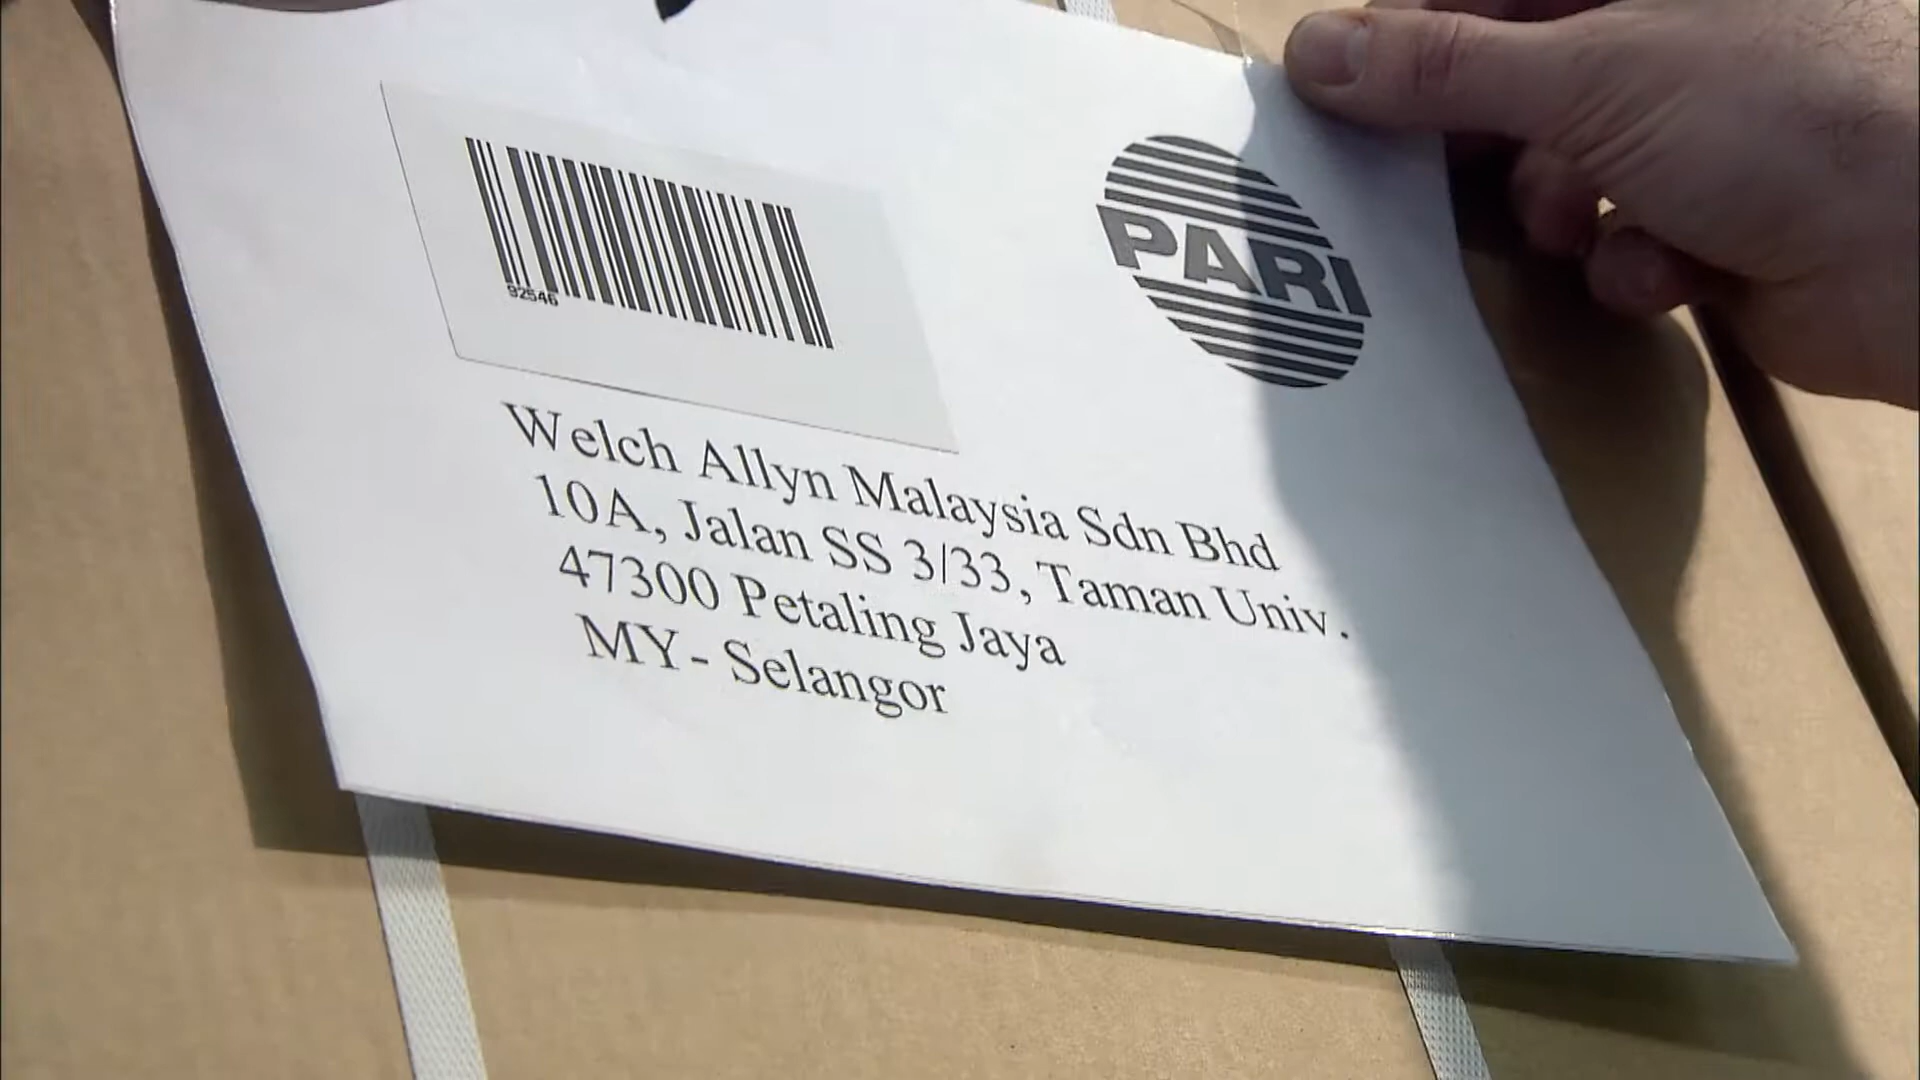 92546
PARI
Welch Allyn Malaysia Sdn Bhd
10A, Jalan SS 3/33, Taman Univ.
47300 Petaling Jaya
MY- Selangor